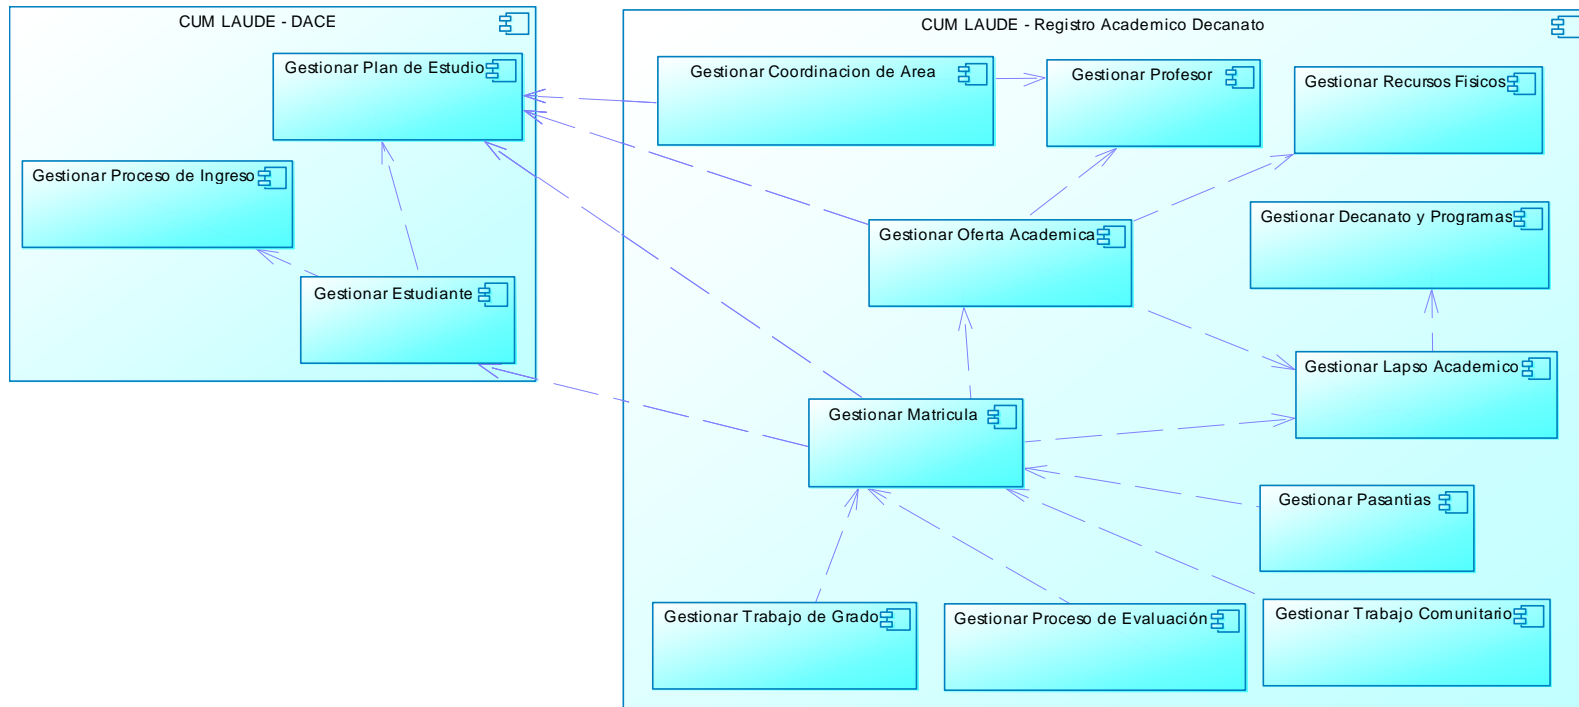 CUM LAUDE - DACE
Gestionar Plan de Estudio
Gestionar Proceso de Ingreso
Gestionar Estudiante
CUM LAUDE - Registro Academico Decanato
Gestionar Coordinacion de Area
Gestionar Profesor
Gestionar Recursos Fisicos
Gestionar Oferta Academica
Gestionar Decanato y Programas
Gestionar Lapso Academico
Gestionar Matricula
Gestionar Pasantias
Gestionar Trabajo de Grado
Gestionar Proceso de Evaluación
Gestionar Trabajo Comunitario